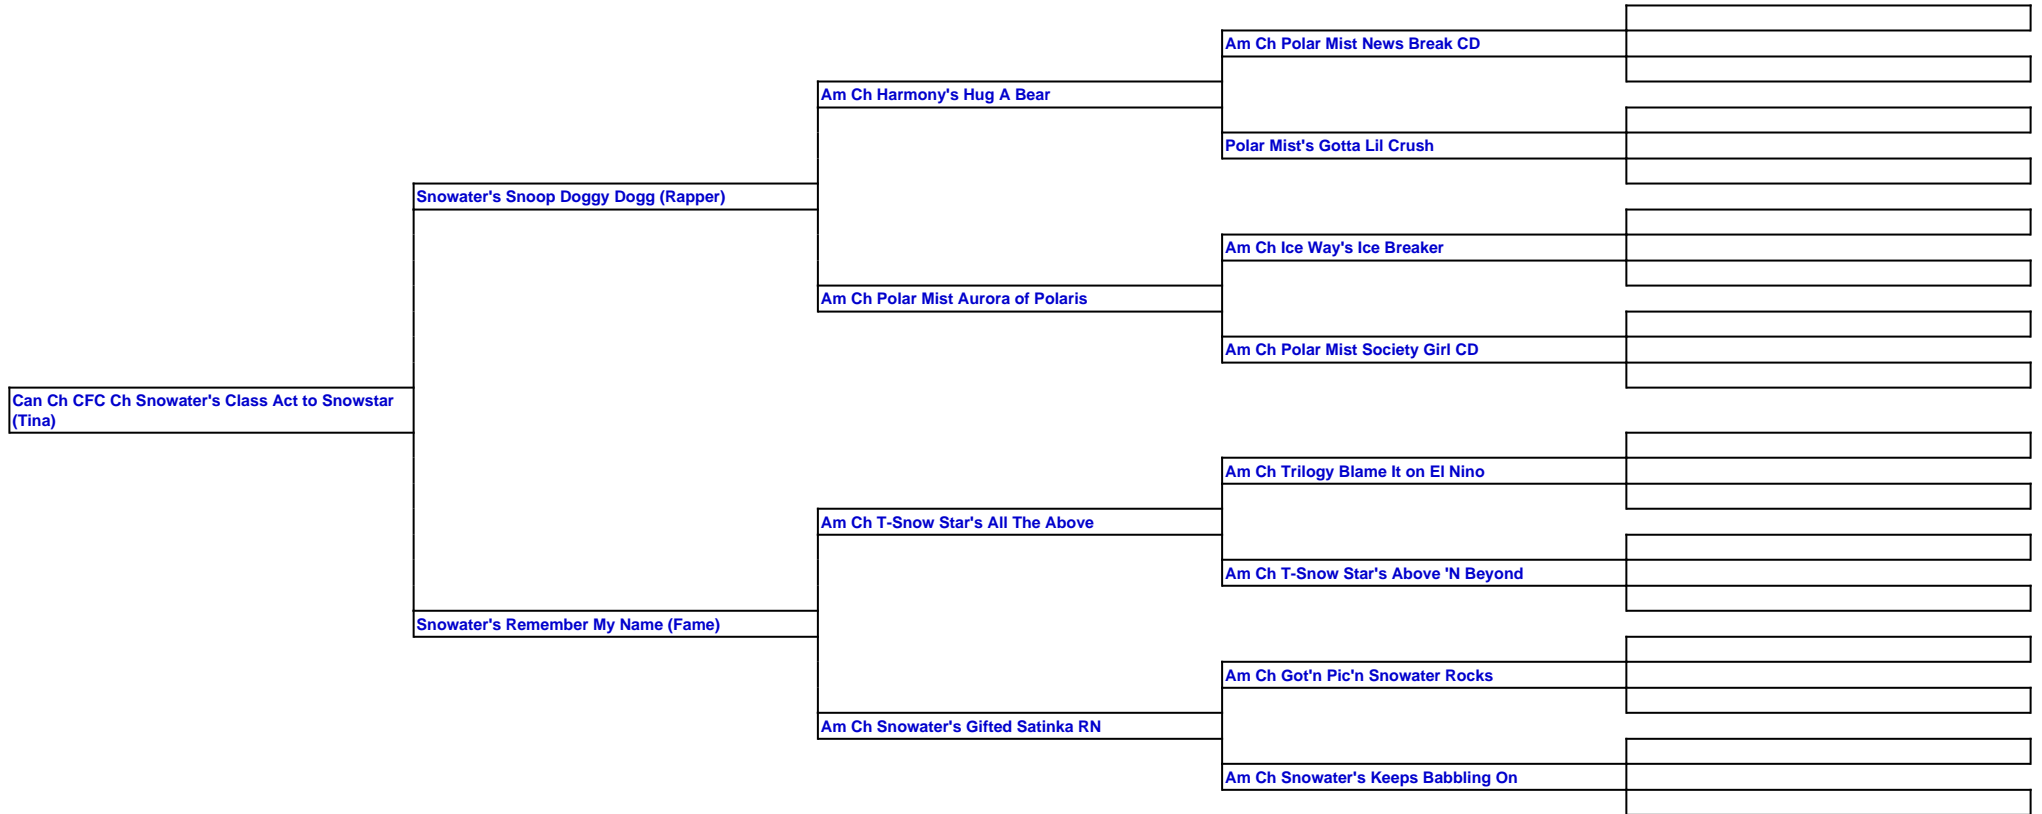 Am Ch Polar Mist News Break CD
Am Ch Harmony's Hug A Bear
Polar Mist's Gotta Lil Crush
Snowater's Snoop Doggy Dogg (Rapper)
Am Ch Ice Way's Ice Breaker
Am Ch Polar Mist Aurora of Polaris
Am Ch Polar Mist Society Girl CD
Can Ch CFC Ch Snowater's Class Act to Snowstar
(Tina)
Am Ch Trilogy Blame It on El Nino
Am Ch T-Snow Star's All The Above
Am Ch T-Snow Star's Above 'N Beyond
Snowater's Remember My Name (Fame)
Am Ch Got'n Pic'n Snowater Rocks
Am Ch Snowater's Gifted Satinka RN
Am Ch Snowater's Keeps Babbling On